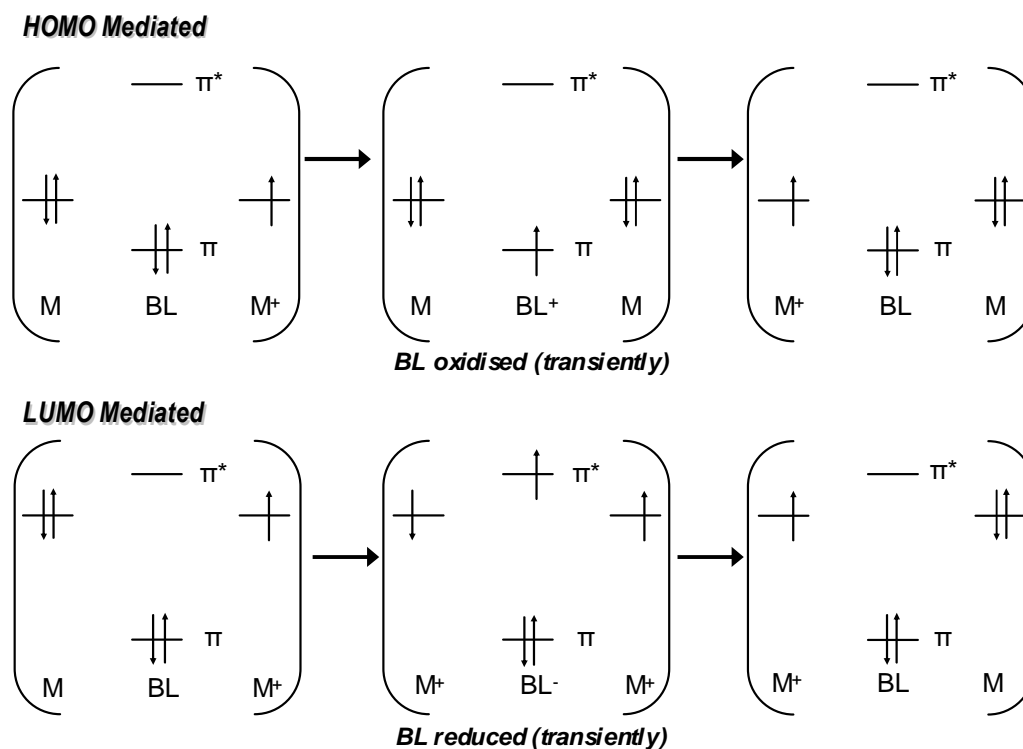 HOMO Mediated
π* π* π*
π π π
M BL M+ M BL+ M M+ BL M
BL oxidised (transiently)
LUMO Mediated
π* π* π*
π π π
M BL M+ M+ BL- M+ M+ BL M
BL reduced (transiently)